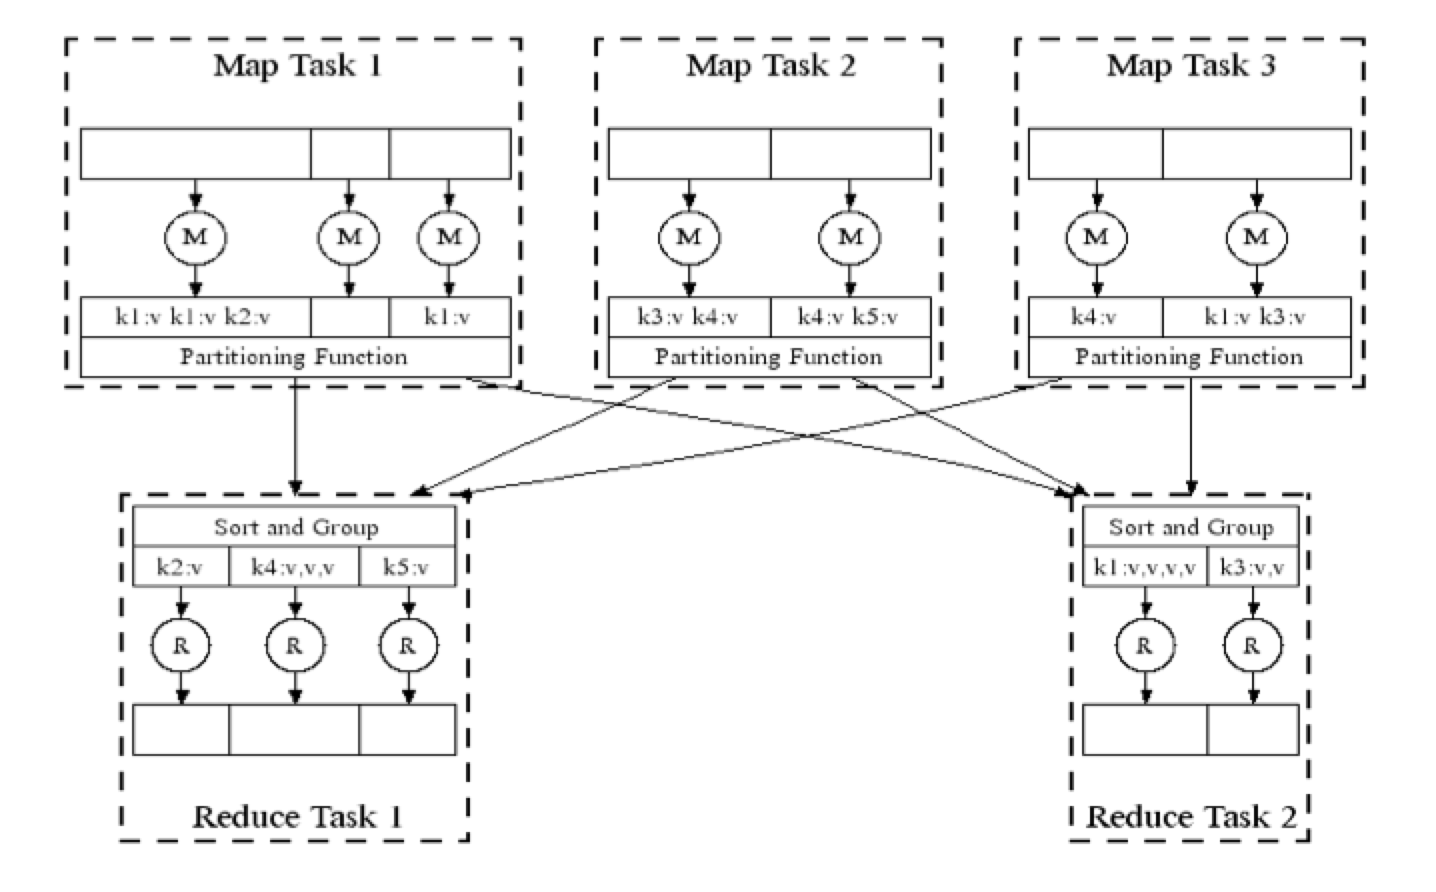 Map Task 1
Map Task 2
Map Task 3
M
M
M
M
M
M
M
k1:v k1:v k2:v
k1:v
k3:v k4:v
k4:v k5:v
k4:v
k1:v k3:v
Partitioning Function
Partitioning Function
Partitioning Function
Sort and Group
k2:v
k4:v,v,v
k5:v
R
R
R
Reduce Task 1
Sort and Group
k1:v,v,v,v
k3:v,v
R
R
Reduce Task 2